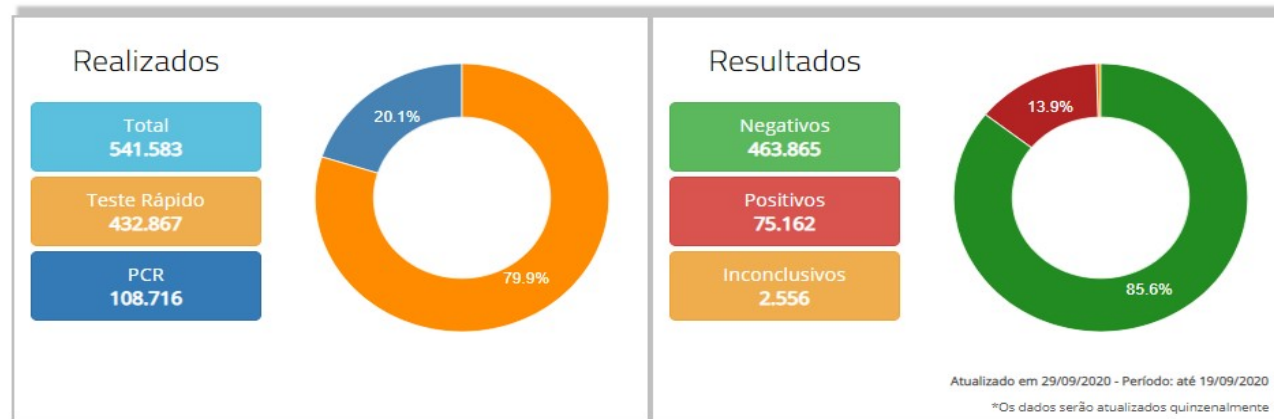 Realizados
Total
541.583
Teste Rápido
432.867
PCR
108.716
20.1%
79.9%
Resultados
Negativos
463.865
Positivos
75.162
Inconclusivos
2.556
13.9%
85.6%
Atualizado em 29/09/2020 - Período: até 19/09/2020
*Os dados serão atualizados quinzenalmente